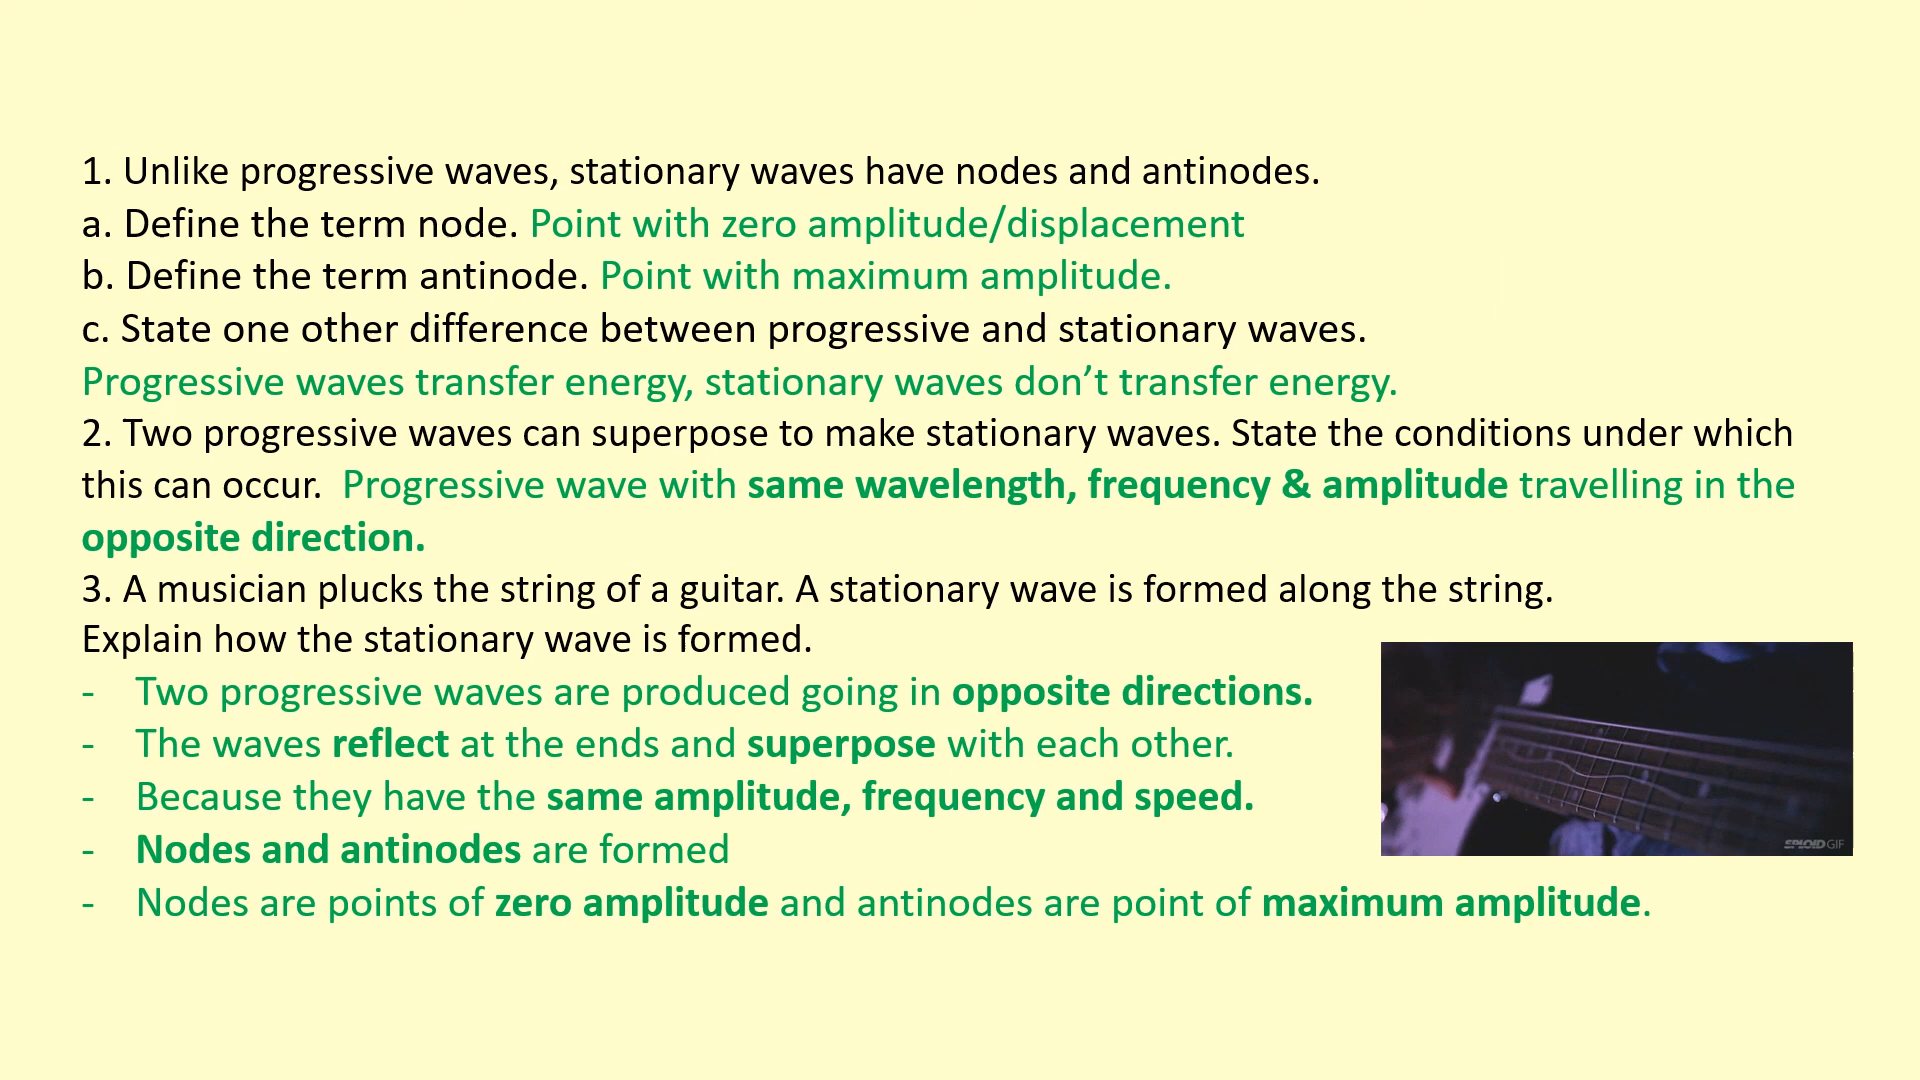 1. Unlike progressive waves, stationary waves have nodes and antinodes.
a. Define the term node. Point with zero amplitude/displacement
b. Define the term antinode. Point with maximum amplitude.
c. State one other difference between progressive and stationary waves.
Progressive waves transfer energy, stationary waves don’t transfer energy.
2. Two progressive waves can superpose to make stationary waves. State the conditions under which
this can occur.  Progressive wave with same wavelength, frequency & amplitude travelling in the
opposite direction.
3. A musician plucks the string of a guitar. A stationary wave is formed along the string.
Explain how the stationary wave is formed.
- Two progressive waves are produced going in opposite directions.
- The waves reflect at the ends and superpose with each other.
- Because they have the same amplitude, frequency and speed.
- Nodes and antinodes are formed
- Nodes are points of zero amplitude and antinodes are point of maximum amplitude.
SPLOID GIF